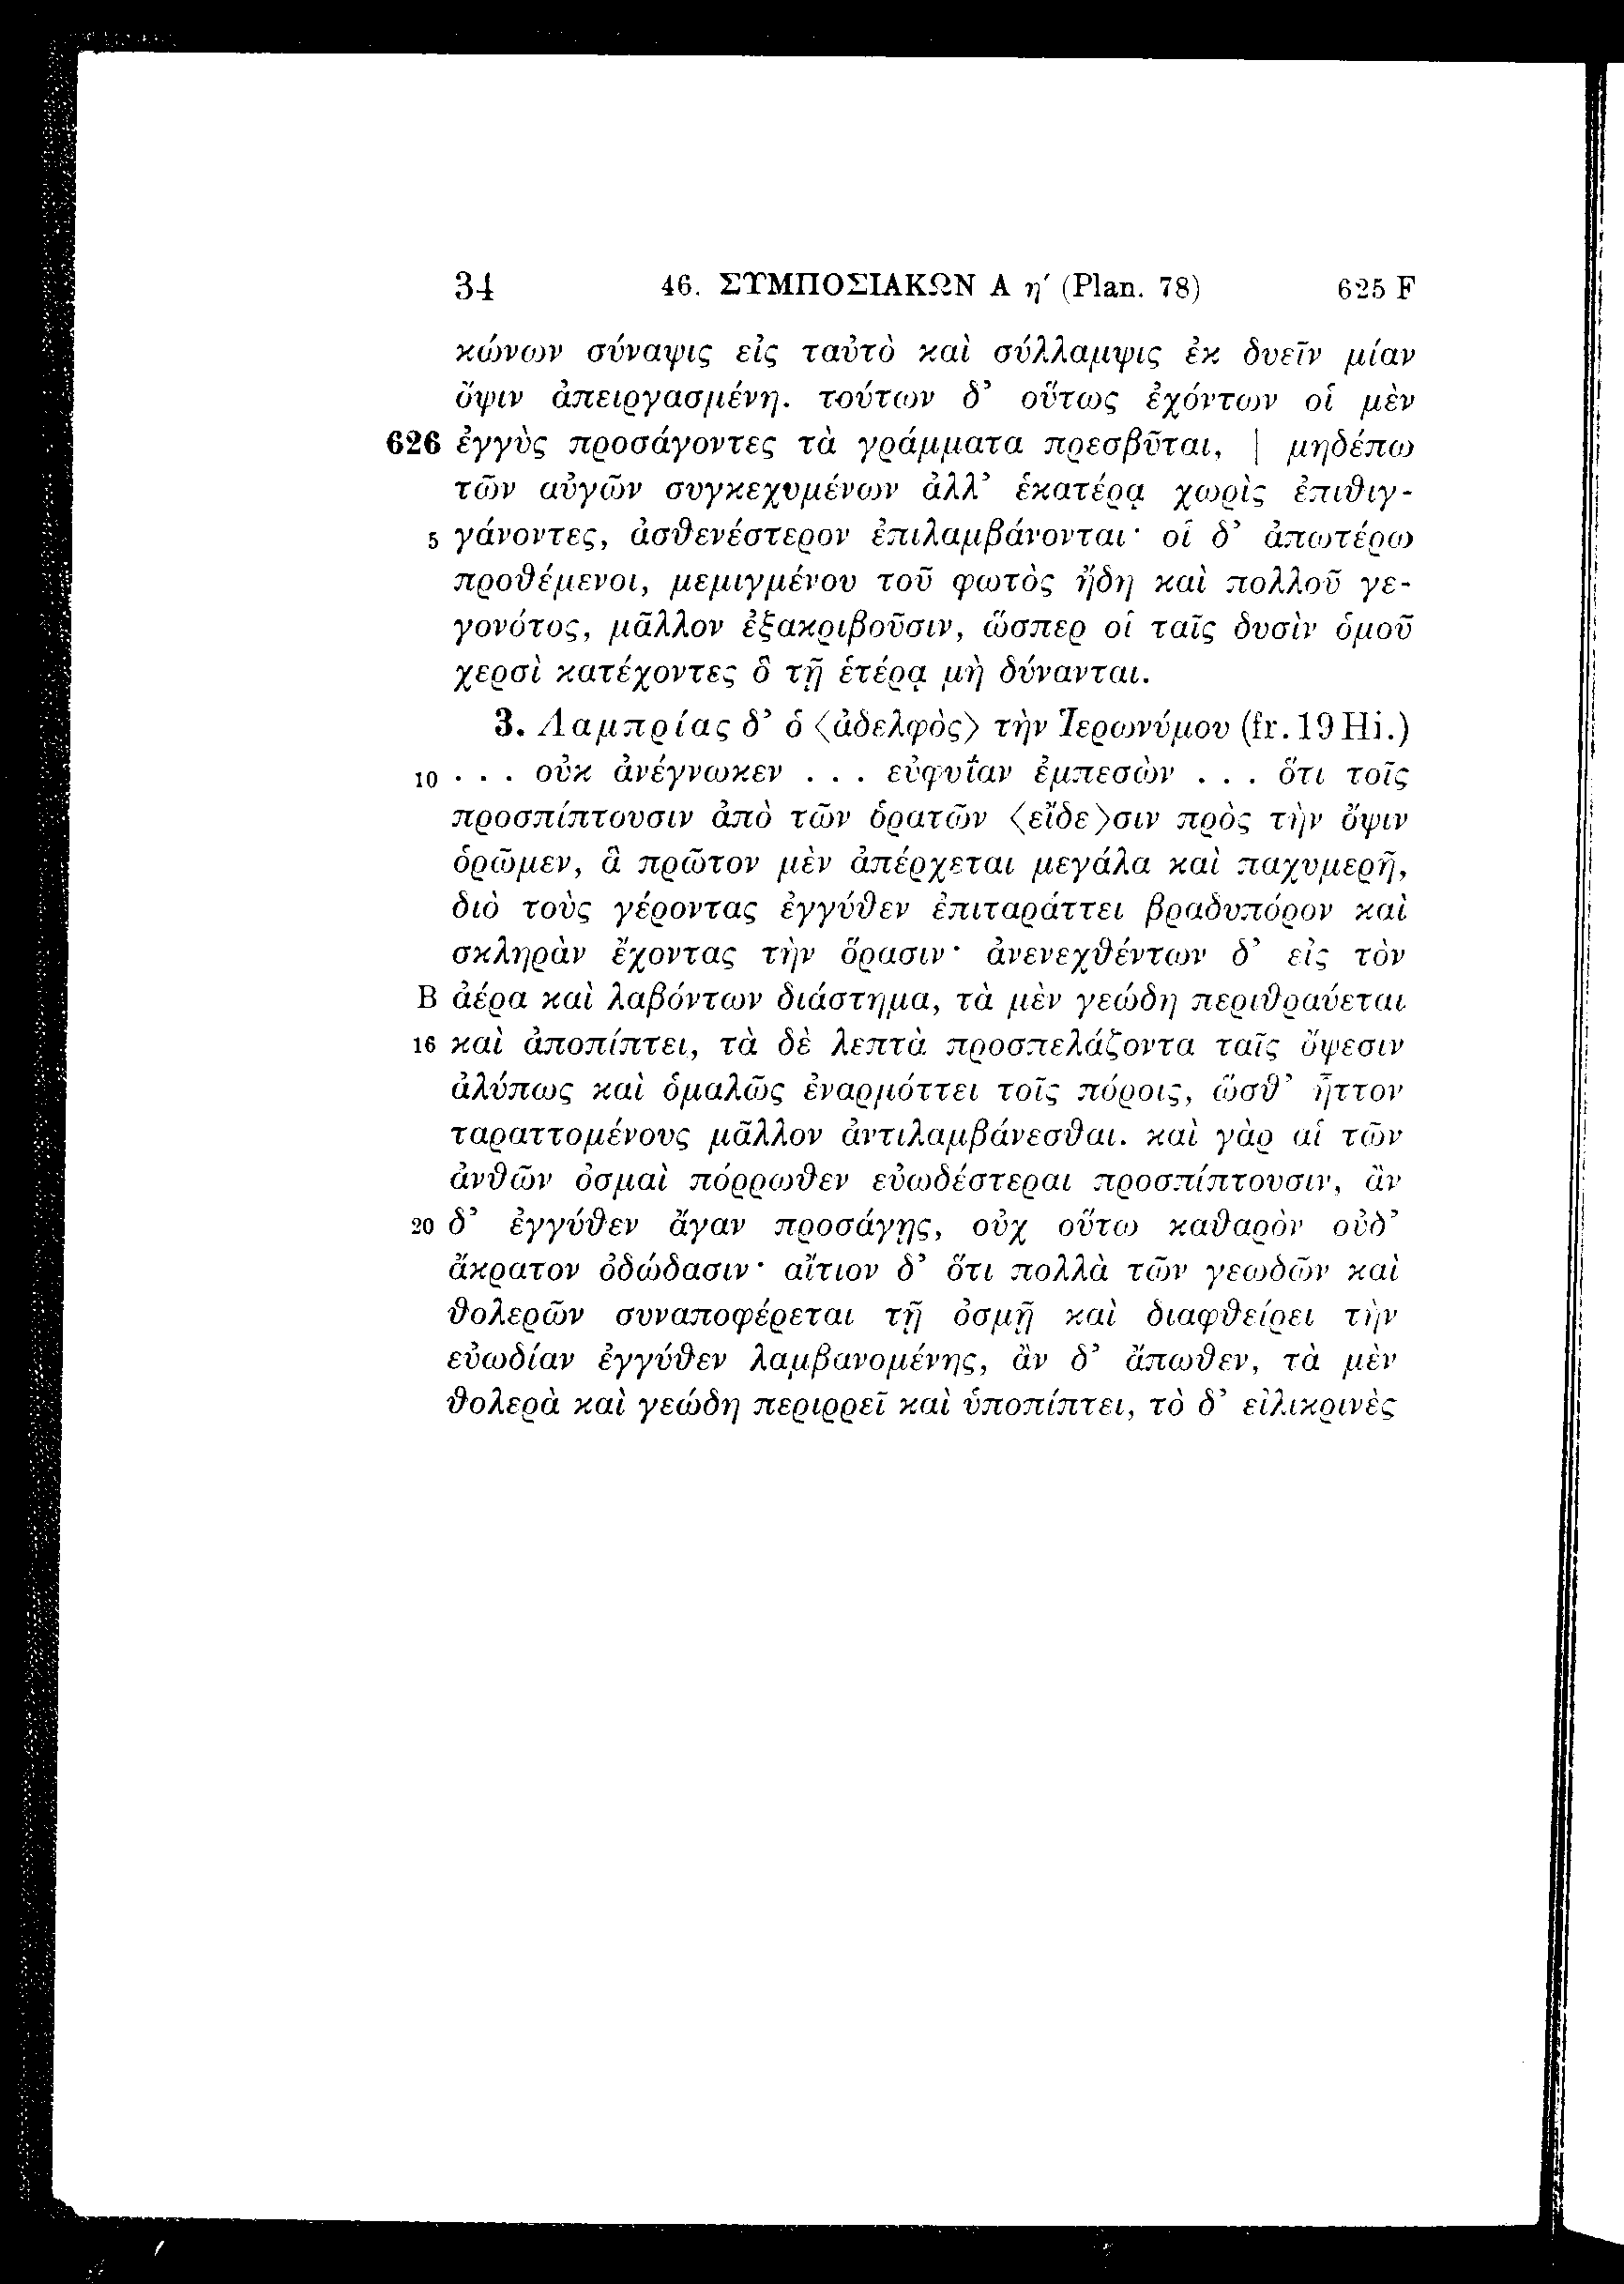 34 46. ΣΥΜΠΟΣΙΑΚΩΝ Α η′ (Plan. 78) 625 F
κώνων σύναψις εἰς ταὐτὸ καὶ σύλλαμψις ἐκ δυεῖν μίαν
ὄψιν ἀπειργασμένη. τούτων δ’ οὕτως ἐχόντων οἱ μὲν
626 ἐγγὺς προσάγοντες τὰ γράμματα πρεσβῦται, | μηδέπω
τῶν αὐγῶν συγκεχυμένων ἀλλ’ ἑκατέρᾳ χωρὶς ἐπιθιγ-
5 γάνοντες, ἀσθενέστερον ἐπιλαμβάνονται· οἱ δ’ ἀπωτέρω
προθέμενοι, μεμιγμένου τοῦ φωτὸς ἤδη καὶ πολλοῦ γε-
γονότος, μᾶλλον ἐξακριβοῦσιν, ὥσπερ οἱ ταῖς δυσὶν ὁμοῦ
χερσὶ κατέχοντες ὃ τῇ ἑτέρᾳ μὴ δύνανται.
3. Λαμπρίας δ’ ὁ ⟨ἀδελφὸς⟩ τὴν Ἱερωνύμου (fr. 19 Hi.)
10 . . . οὐκ ἀνέγνωκεν . . . εὐφυΐαν ἐμπεσὼν . . . ὅτι τοῖς
προσπίπτουσιν ἀπὸ τῶν ὁρατῶν ⟨εἴδε⟩σιν πρὸς τὴν ὄψιν
ὁρῶμεν, ἃ πρῶτον μὲν ἀπέρχεται μεγάλα καὶ παχυμερῆ,
διὸ τοὺς γέροντας ἐγγύθεν ἐπιταράττει βραδυπόρον καὶ
σκληρὰν ἔχοντας τὴν ὅρασιν· ἀνενεχθέντων δ’ εἰς τὸν
B ἀέρα καὶ λαβόντων διάστημα, τὰ μὲν γεώδη περιθραύεται
16 καὶ ἀποπίπτει, τὰ δὲ λεπτὰ προσπελάζοντα ταῖς ὄψεσιν
ἀλύπως καὶ ὁμαλῶς ἐναρμόττει τοῖς πόροις, ὥσθ’ ἧττον
ταραττομένους μᾶλλον ἀντιλαμβάνεσθαι. καὶ γὰρ αἱ τῶν
ἀνθῶν ὀσμαὶ πόρρωθεν εὐωδέστεραι προσπίπτουσιν, ἂν
20 δ’ ἐγγύθεν ἄγαν προσάγῃς, οὐχ οὕτω καθαρὸν οὐδ’
ἄκρατον ὀδώδασιν· αἴτιον δ’ ὅτι πολλὰ τῶν γεωδῶν καὶ
θολερῶν συναποφέρεται τῇ ὀσμῇ καὶ διαφθείρει τὴν
εὐωδίαν ἐγγύθεν λαμβανομένης, ἂν δ’ ἄπωθεν, τὰ μὲν
θολερὰ καὶ γεώδη περιρρεῖ καὶ ὑποπίπτει, τὸ δ’ εἰλικρινὲς